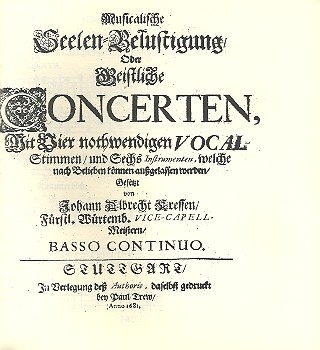 Musicalische
Seelen-Belustigung/
Oder
Geistliche
CONCERTEN,
Mit Vier nothwendigen VOCAL-
Stimmen/ und Sechs Instrumenten, welche
nach Belieben können außgelassen werden/
Gesetzt
von
Johann Albrecht Kressen/
Fürstl. Würtemb. VICE-CAPELL-
Meistern/
BASSO CONTINUO.
STUTTGART/
In Verlegung deß Authoris, daselbst gedruckt
bey Paul Trew/
(Anno 1681.